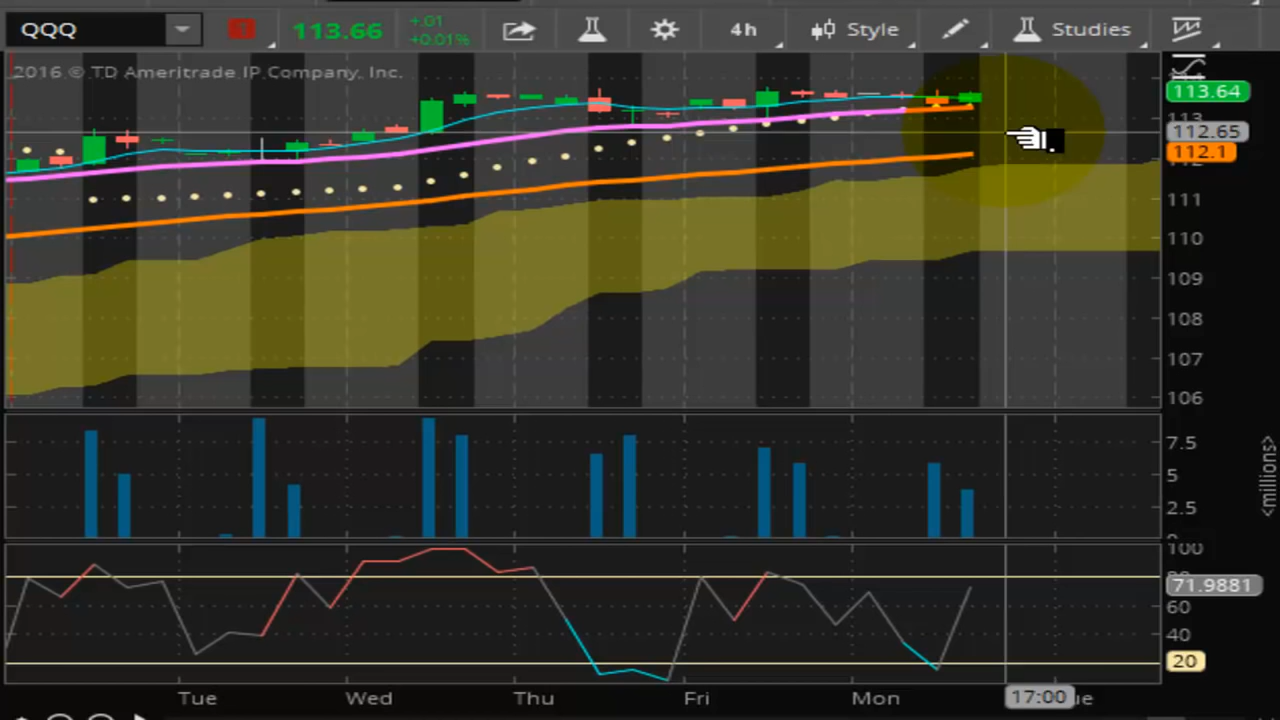 QQQ
113.66
+.01
+0.01%
4h
Style
Studies
2016 © TD Ameritrade IP Company, Inc.
113.64
113
112.65
112.1
111
110
109
108
107
106
7.5
5
2.5
<millions>
100
71.9881
60
40
20
Tue
Wed
Thu
Fri
Mon
17:00
ue